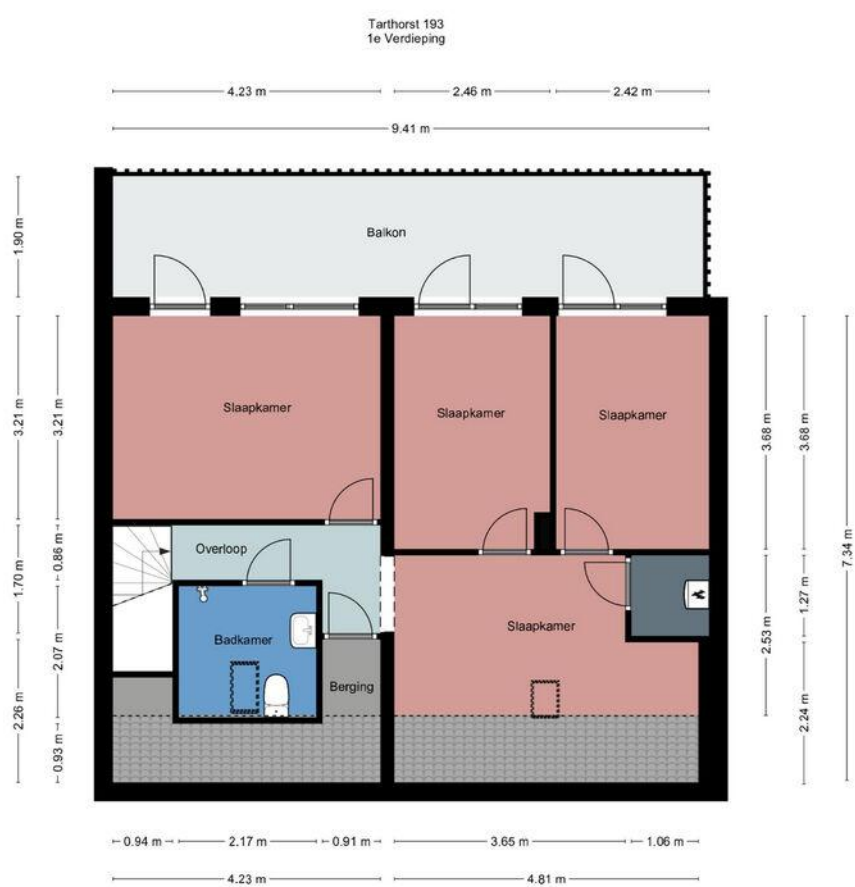 Tarthorst 193
1e Verdieping
4.23 m
2.46 m
2.42 m
9.41 m
1.90 m
Balkon
3.21 m
3.21 m
Slaapkamer
Slaapkamer
Slaapkamer
3.68 m
3.68 m
7.34 m
1.70 m
0.86 m
Overloop
Badkamer
Slaapkamer
1.27 m
2.53 m
2.07 m
2.26 m
Berging
2.24 m
0.93 m
0.94 m
2.17 m
0.91 m
3.65 m
1.06 m
4.23 m
4.81 m